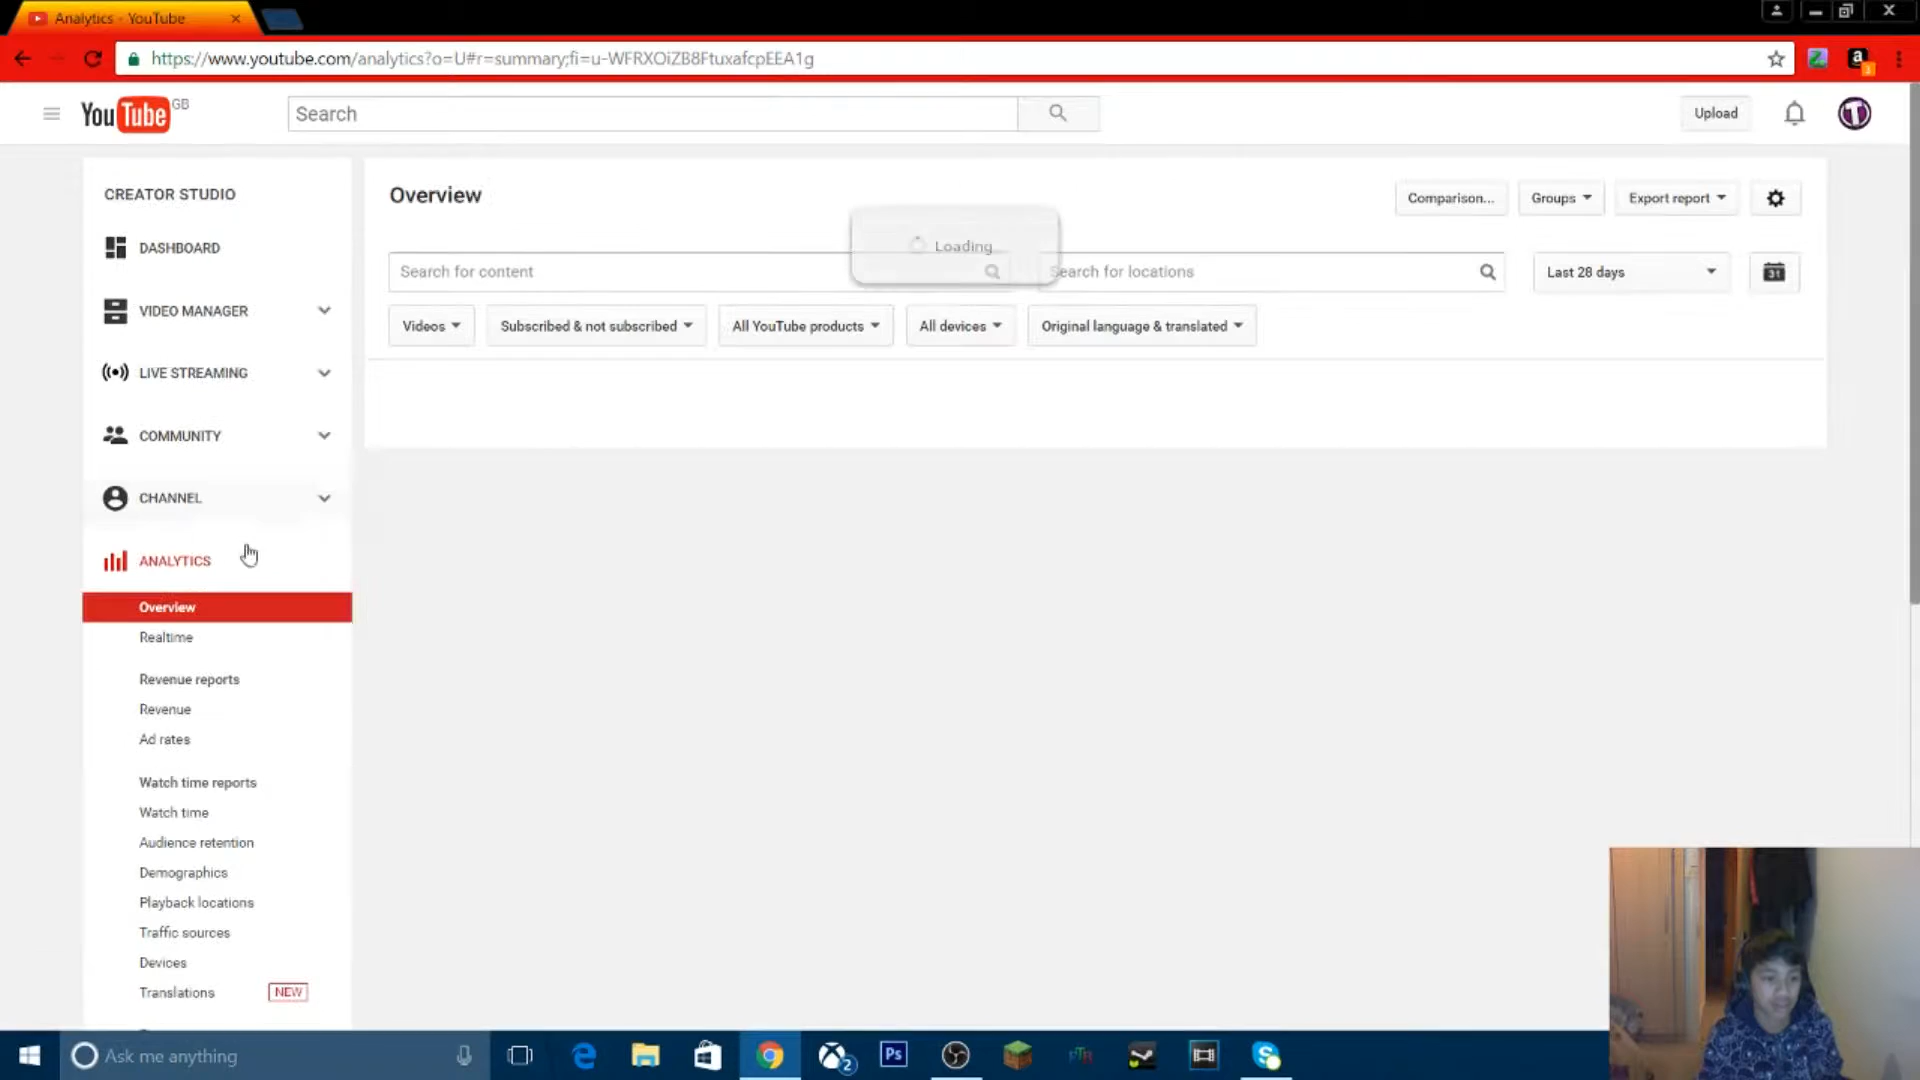 Analytics - YouTube
https://www.youtube.com/analytics?o=U#r=summary;fi=u-WFRXOiZB8FtuxafcpEEA1g
YouTube GB
Search
Upload
T
CREATOR STUDIO
DASHBOARD
VIDEO MANAGER
LIVE STREAMING
COMMUNITY
CHANNEL
ANALYTICS
Overview
Realtime
Revenue reports
Revenue
Ad rates
Watch time reports
Watch time
Audience retention
Demographics
Playback locations
Traffic sources
Devices
Translations NEW
Overview
Comparison... Groups Export report
Loading
Search for content Search for locations Last 28 days 31
Videos Subscribed & not subscribed All YouTube products All devices Original language & translated
Ask me anything
2 Ps